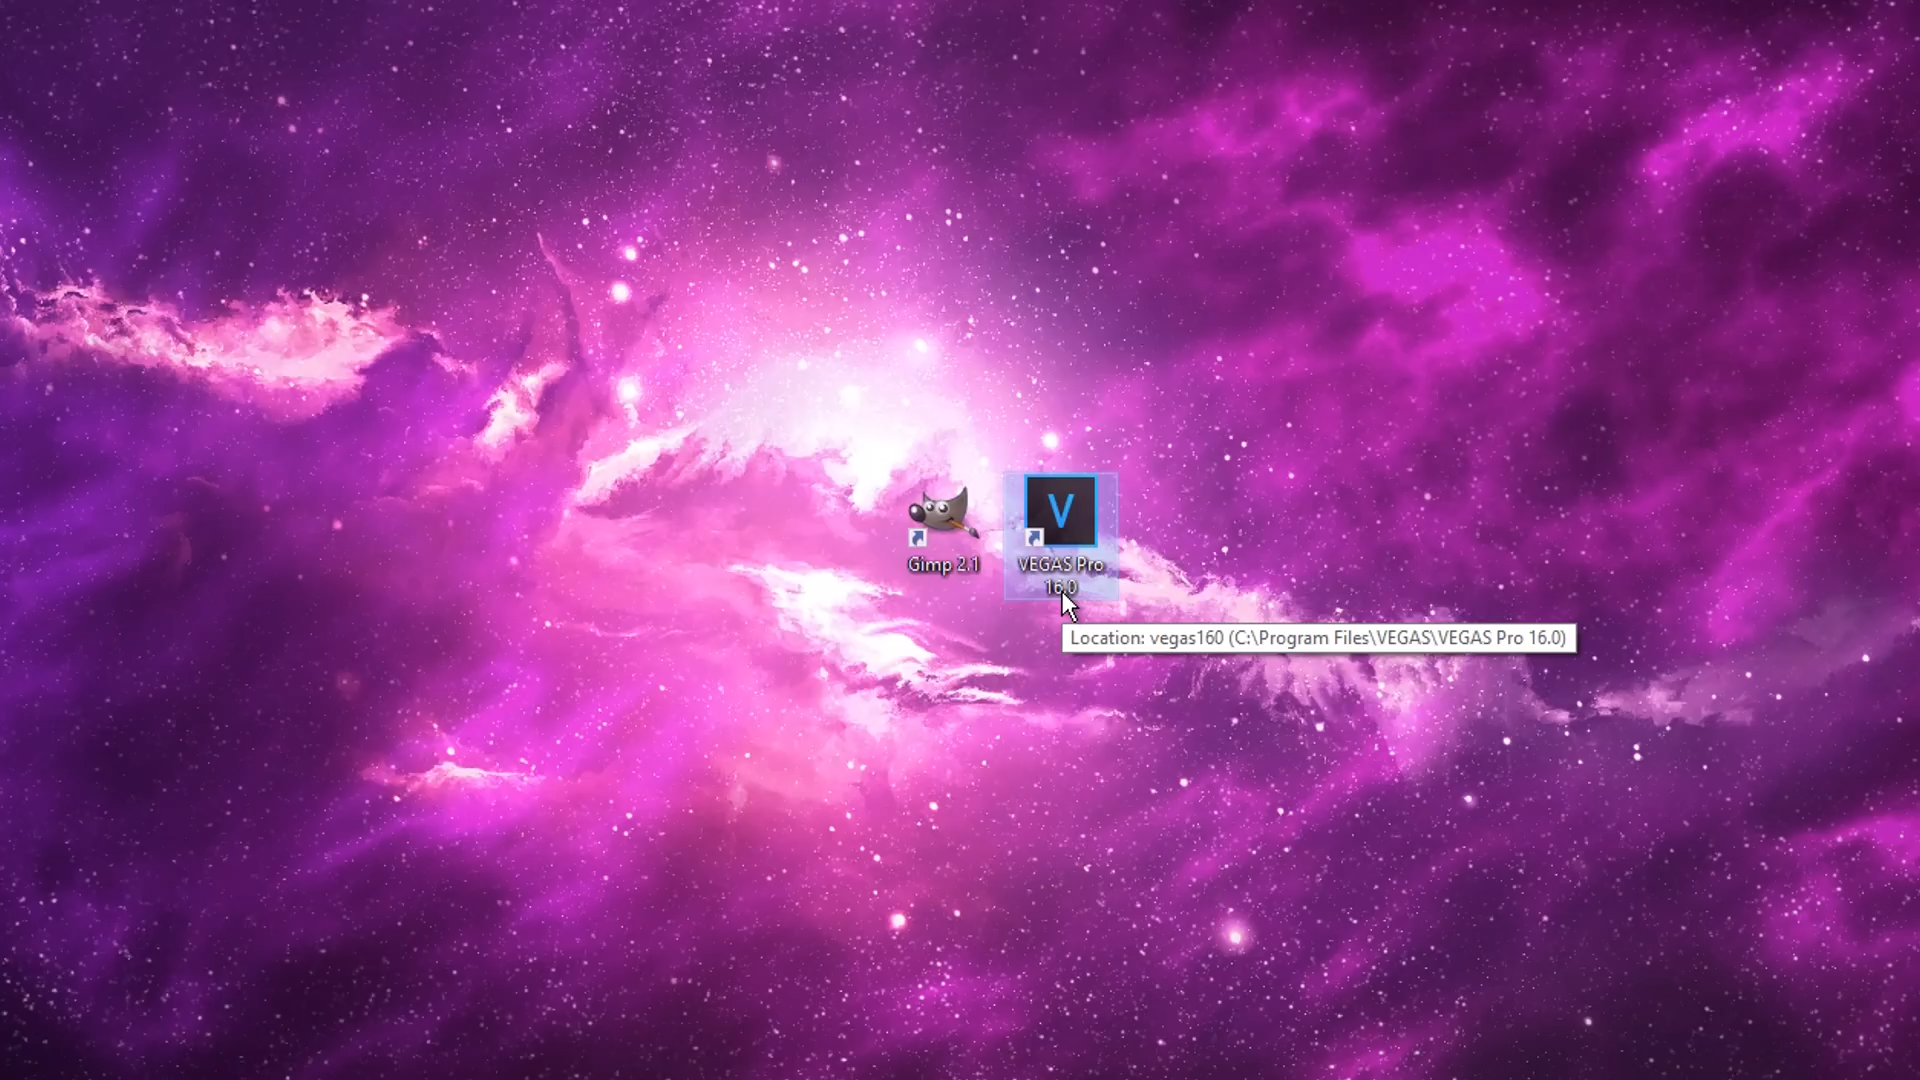 V
Gimp 2.1
VEGAS Pro
16.0
Location: vegas160 (C:\Program Files\VEGAS\VEGAS Pro 16.0)